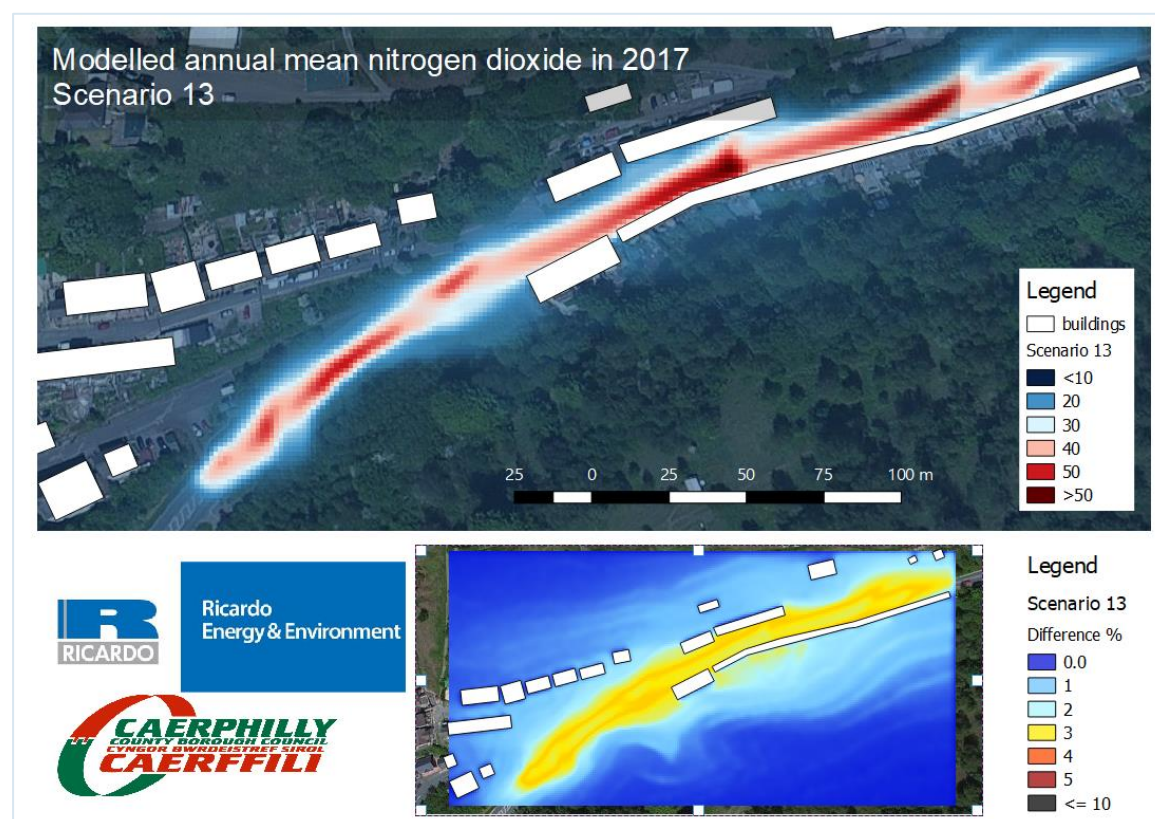 Modelled annual mean nitrogen dioxide in 2017
Scenario 13
Legend
buildings
Scenario 13
<10
20
30
40
50
>50
25 0 25 50 75 100 m
R
RICARDO
Ricardo
Energy & Environment
CAERPHILLY
COUNTY BOROUGH COUNCIL
CYNGOR BWRDEISTREF SIROL
CAERFFILI
Legend
Scenario 13
Difference %
0.0
1
2
3
4
5
<= 10